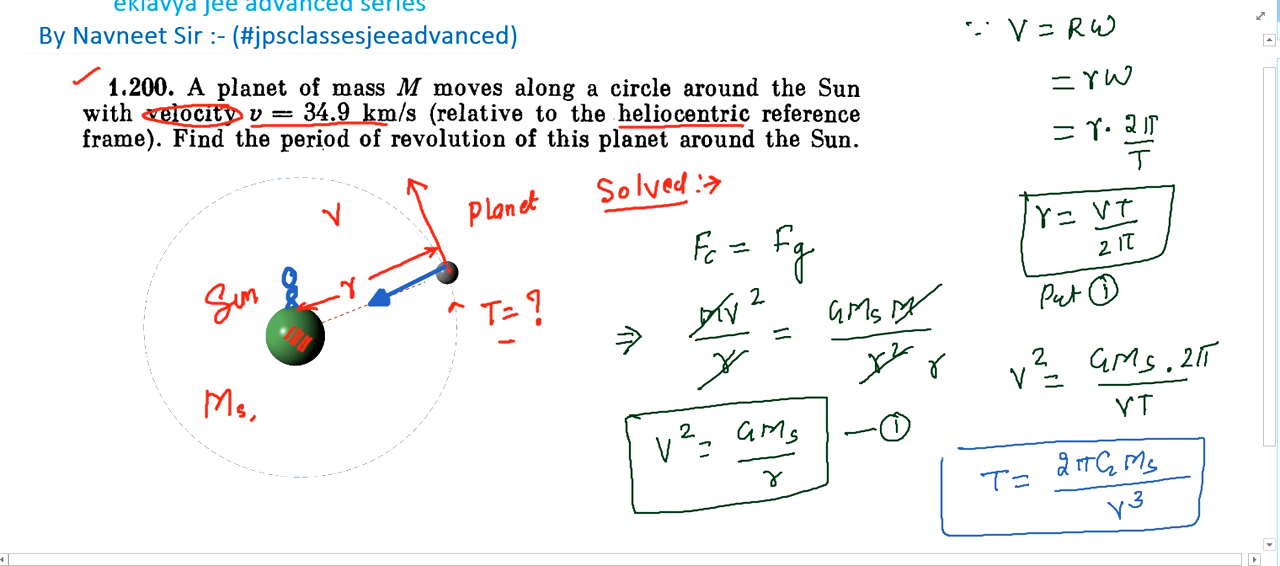 eklavya jee advanced series
By Navneet Sir :- (#jpsclassesjeeadvanced)
1.200. A planet of mass M moves along a circle around the Sun
with velocity v = 34.9 km/s (relative to the heliocentric reference
frame). Find the period of revolution of this planet around the Sun.
v
planet
Sun
r
T = ?
Ms,
Solved :→
Fc = Fg
⇒ Mv²/r = GMs M/r² r
V² = GMs/r —①
∵ V = Rω
= rω
= r. 2π/T
r = VT/2π
Put ①
V² = GMs . 2π/VT
T = 2πGMs/V³